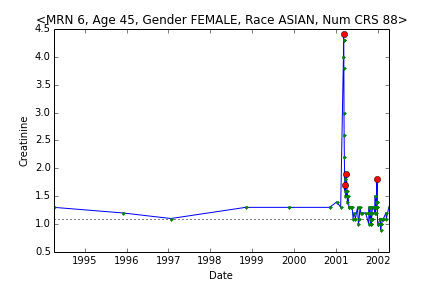 <MRN 6, Age 45, Gender FEMALE, Race ASIAN, Num CRS 88>
4.5
4.0
3.5
3.0
2.5
2.0
1.5
1.0
0.5
Creatinine
1995 1996 1997 1998 1999 2000 2001 2002
Date